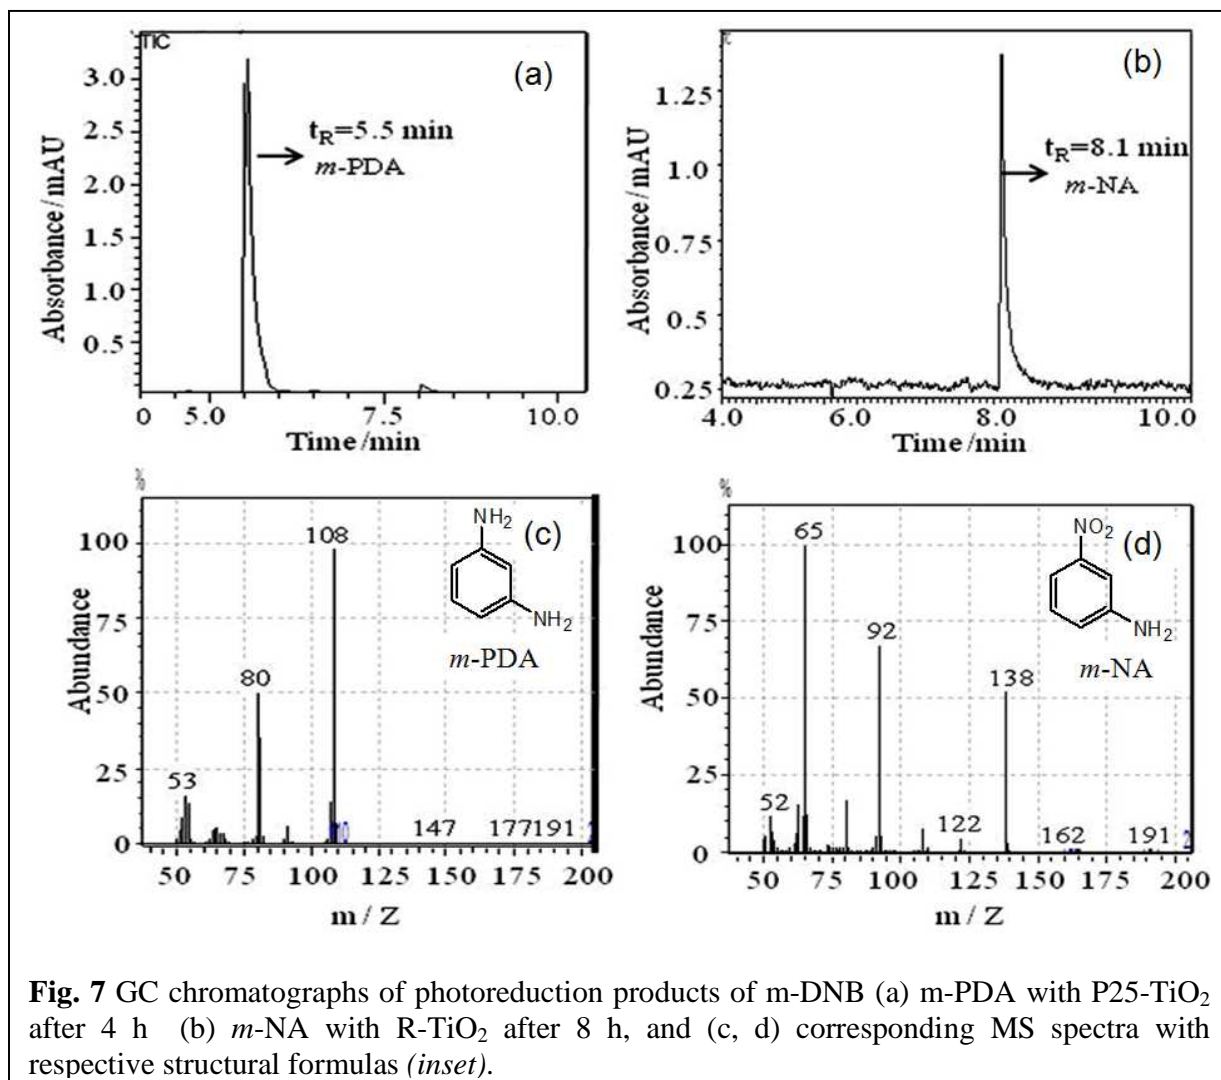 TIC
(a)
3.0
2.5
2.0
1.5
1.0
0.5
t_R=5.5 min
m-PDA
Absorbance/mAU
0 5.0 7.5 10.0
Time/min
(b)
1.25
1.0
0.75
0.5
0.25
t_R=8.1 min
m-NA
Absorbance/mAU
4.0 6.0 8.0 10.0
Time /min
%
(c)
100
75
50
25
0
Abundance
108
80
53
147 177 191
NH₂
NH₂
m-PDA
50 75 100 125 150 175 200
m / Z
%
(d)
100
75
50
25
0
Abundance
65
92
138
52
122
162
191
NO₂
NH₂
m-NA
50 75 100 125 150 175 200
m / Z
Fig. 7 GC chromatographs of photoreduction products of m-DNB (a) m-PDA with P25-TiO₂
after 4 h (b) m-NA with R-TiO₂ after 8 h, and (c, d) corresponding MS spectra with
respective structural formulas (inset).